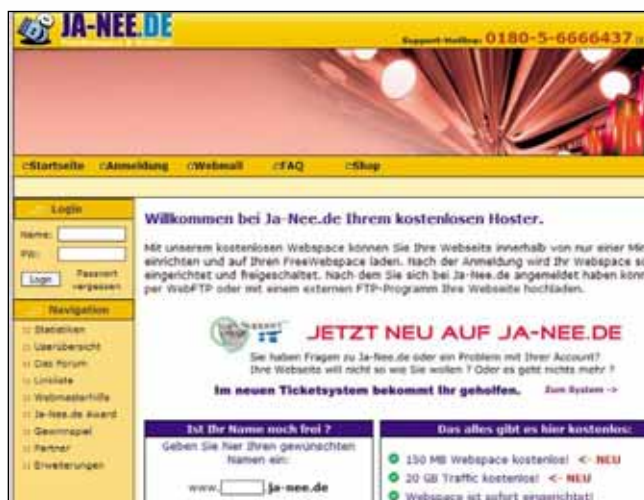 JA-NEE.DE
Support-Hotline: 0180-5-6666437
Startseite Anmeldung Webmail FAQ Shop
Login
Name:
PW:
Login Passwort vergessen
Navigation
Statistiken
Userübersicht
Das Forum
Linkliste
Webmasterhilfe
Ja-Nee.de Award
Gewinnspiel
Partner
Erweiterungen
Willkommen bei Ja-Nee.de Ihrem kostenlosen Hoster.
Mit unserem kostenlosen Webspace können Sie Ihre Webseite innerhalb von nur einer Min
einrichten und auf Ihren FreeWebspace laden. Nach der Anmeldung wird Ihr Webspace so
eingerichtet und freigeschaltet. Nach dem Sie sich bei Ja-Nee.de angemeldet haben könn
per WebFTP oder mit einem externen FTP-Programm Ihre Webseite hochladen.
JETZT NEU AUF JA-NEE.DE
Sie haben Fragen zu Ja-Nee.de oder ein Problem mit Ihrer Account?
Ihre Webseite will nicht so wie Sie wollen ? Oder es geht nichts mehr ?
Im neuen Ticketsystem bekommt Ihr geholfen. Zum System ->
Ist Ihr Name noch frei ?
Geben Sie hier Ihren gewünschten
Namen ein:
www. .ja-nee.de
Das alles gibt es hier kostenlos:
150 MB Webspace kostenlos! <- NEU
20 GB Traffic kostenlos! <- NEU
Webspace ist sofort eingerichtet!